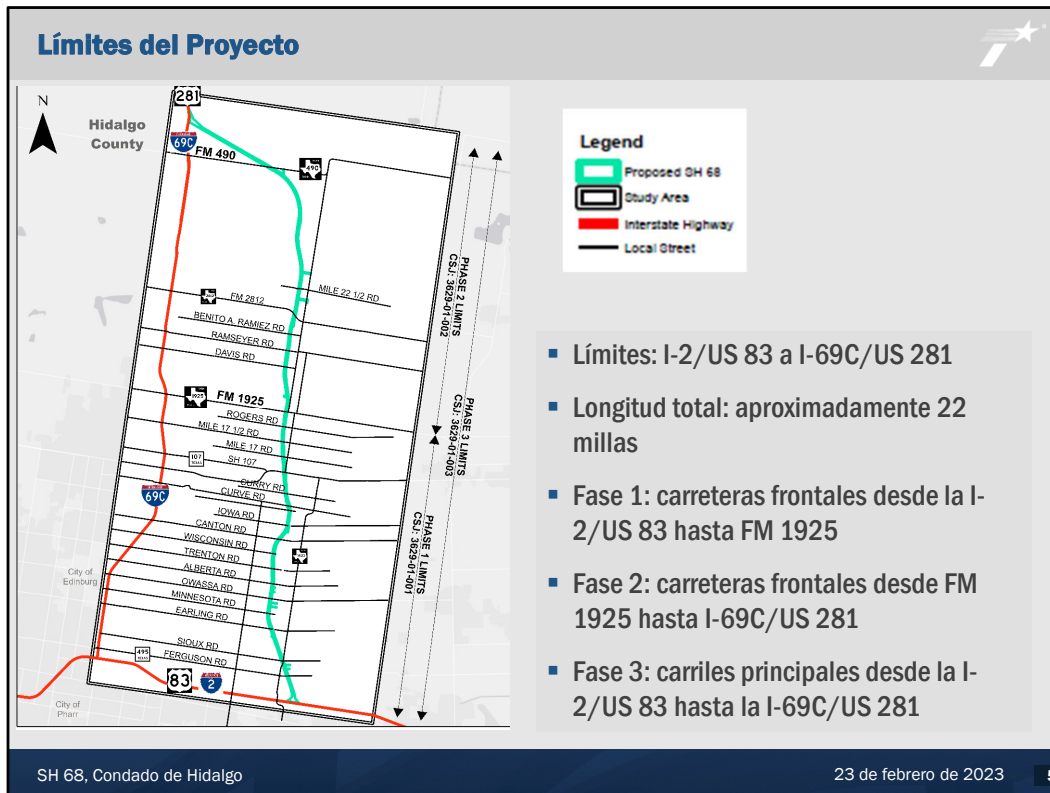 Límites del Proyecto
N
Hidalgo
County
281
69C
FM 490
490
MILE 22 1/2 RD
FM 2812
BENITO A. RAMIEZ RD
RAMSEYER RD
DAVIS RD
1925
FM 1925
ROGERS RD
MILE 17 1/2 RD
MILE 17 RD
107
SH 107
CURRY RD
CURVE RD
69C
IOWA RD
CANTON RD
WISCONSIN RD
TRENTON RD
ALBERTA RD
OWASSA RD
MINNESOTA RD
EARLING RD
City of
Edinburg
SIOUX RD
495
FERGUSON RD
83
2
City of
Pharr
PHASE 2 LIMITS
CSJ: 3629-01-002
PHASE 3 LIMITS
CSJ: 3629-01-003
PHASE 1 LIMITS
CSJ: 3629-01-001
Legend
Proposed SH 68
Study Area
Interstate Highway
Local Street
Límites: I-2/US 83 a I-69C/US 281
Longitud total: aproximadamente 22
millas
Fase 1: carreteras frontales desde la I-
2/US 83 hasta FM 1925
Fase 2: carreteras frontales desde FM
1925 hasta I-69C/US 281
Fase 3: carriles principales desde la I-
2/US 83 hasta la I-69C/US 281
SH 68, Condado de Hidalgo
23 de febrero de 2023
5